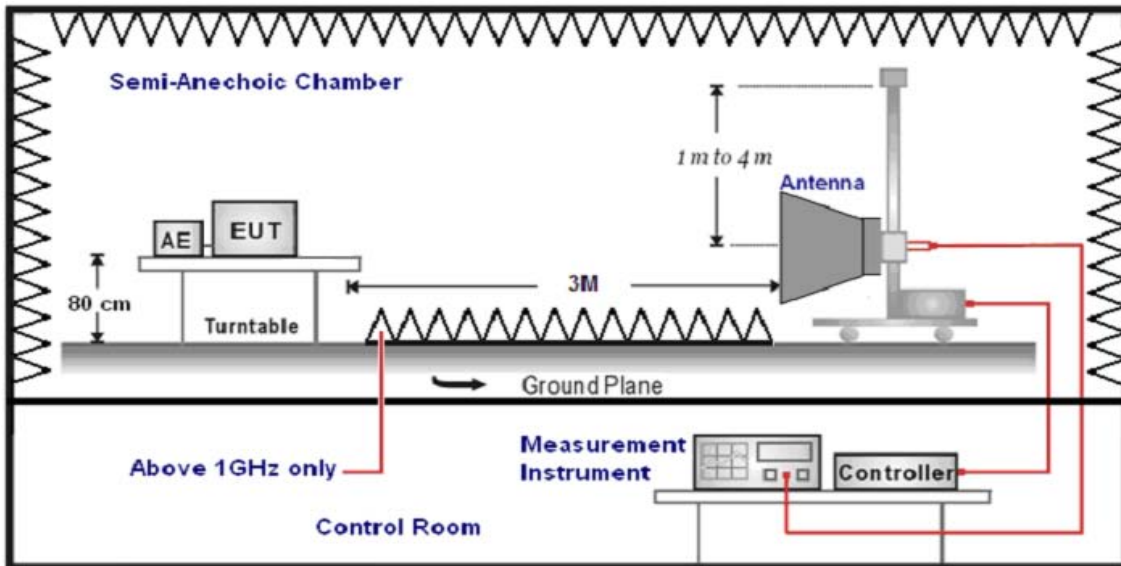 Semi-Anechoic Chamber
1 m to 4 m
Antenna
AE
EUT
3M
80 cm
Turntable
Ground Plane
Measurement
Instrument
Above 1GHz only
Controller
Control Room